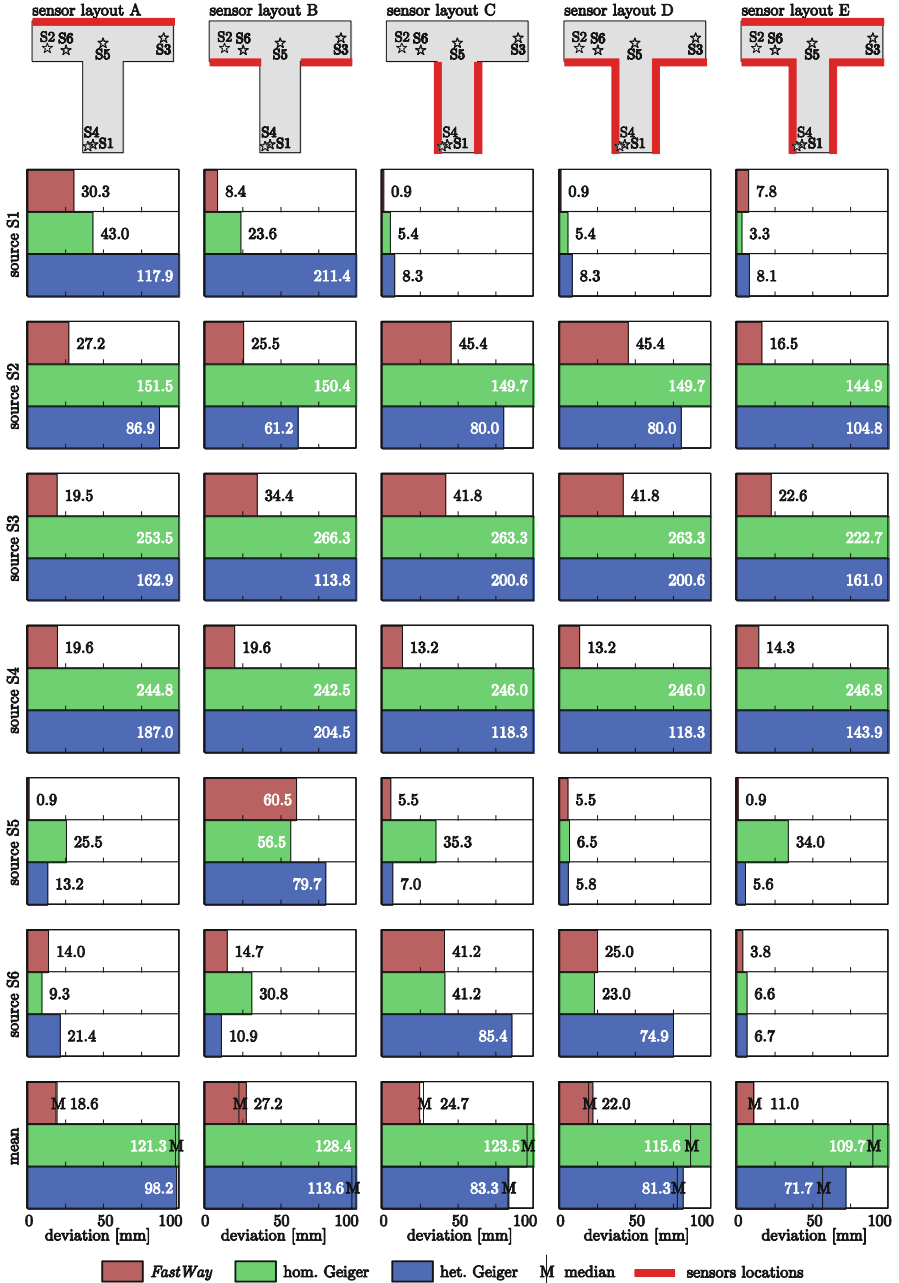 sensor layout A sensor layout B sensor layout C sensor layout D sensor layout E
S2 S6 S5 S3 S2 S6 S5 S3 S2 S6 S5 S3 S2 S6 S5 S3 S2 S6 S5 S3
S4 S1 S4 S1 S4 S1 S4 S1 S4 S1
source S1
30.3 8.4 0.9 0.9 7.8
43.0 23.6 5.4 5.4 3.3
117.9 211.4 8.3 8.3 8.1
source S2
27.2 25.5 45.4 45.4 16.5
151.5 150.4 149.7 149.7 144.9
86.9 61.2 80.0 80.0 104.8
source S3
19.5 34.4 41.8 41.8 22.6
253.5 266.3 263.3 263.3 222.7
162.9 113.8 200.6 200.6 161.0
source S4
19.6 19.6 13.2 13.2 14.3
244.8 242.5 246.0 246.0 246.8
187.0 204.5 118.3 118.3 143.9
source S5
0.9 60.5 5.5 5.5 0.9
25.5 56.5 35.3 6.5 34.0
13.2 79.7 7.0 5.8 5.6
source S6
14.0 14.7 41.2 25.0 3.8
9.3 30.8 41.2 23.0 6.6
21.4 10.9 85.4 74.9 6.7
mean
M 18.6 M 27.2 M 24.7 M 22.0 M 11.0
121.3 M 128.4 123.5 M 115.6 M 109.7 M
98.2 113.6 M 83.3 M 81.3 M 71.7 M
0 50 100 0 50 100 0 50 100 0 50 100 0 50 100
deviation [mm] deviation [mm] deviation [mm] deviation [mm] deviation [mm]
FastWay hom. Geiger het. Geiger M median sensors locations